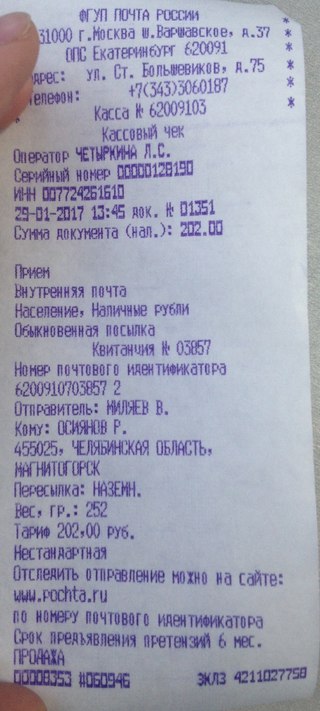 ФГУП ПОЧТА РОССИИ *
31000 г.Москва ш.Варшавское, д.37 *
ОПС Екатеринбург 620091 *
ул. Ст. Большевиков, д.75 *
Телефон: +7(343)3060187 *
Касса № 62009103 *
Кассовый чек
Оператор ЧЕТЫРКИНА Л.С.
Серийный номер 00000128190
ИНН 007724261610
29-01-2017 13:45 док. № 01351
Сумма документа (нал.): 202.00
Прием
Внутренняя почта
Население, Наличные рубли
Обыкновенная посылка
Квитанция № 03857
Номер почтового идентификатора
6200910703857 2
Отправитель: МИЛЯЕВ В.
Кому: ОСИЯНОВ Р.
455025, ЧЕЛЯБИНСКАЯ ОБЛАСТЬ,
МАГНИТОГОРСК
Пересылка: НАЗЕМН.
Вес, гр.: 252
Тариф 202,00 руб.
Нестандартная
Отследить отправление можно на сайте:
www.pochta.ru
по номеру почтового идентификатора
Срок предъявления претензий 6 мес.
ПРОДАЖА
00008353 #060946 ЭКЛЗ 4211027758